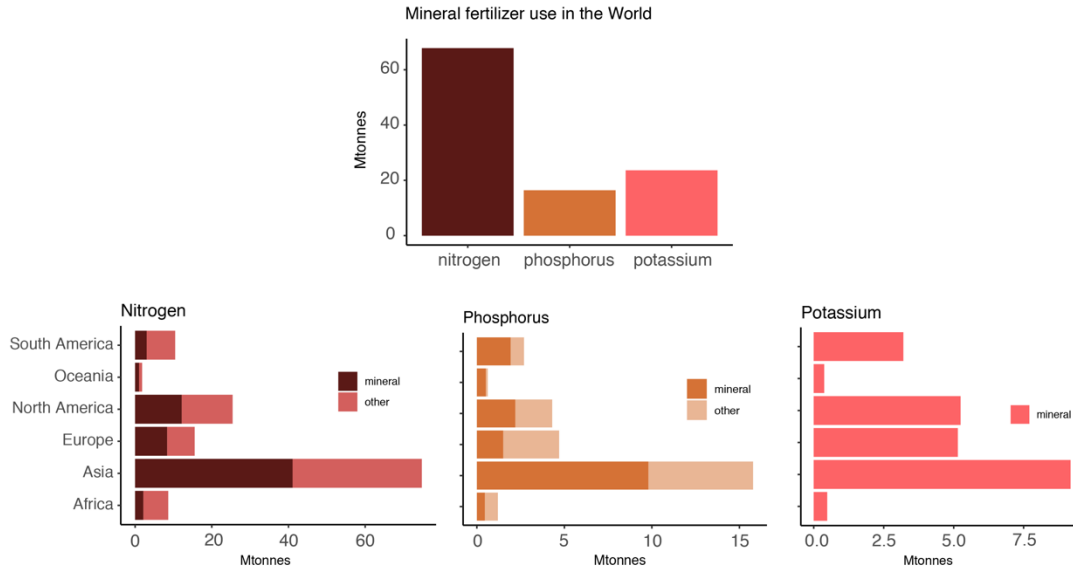 Mineral fertilizer use in the World
Mtonnes
60
40
20
0
nitrogen phosphorus potassium
Nitrogen
South America
Oceania
North America
Europe
Asia
Africa
mineral
other
0 20 40 60
Mtonnes
Phosphorus
mineral
other
0 5 10 15
Mtonnes
Potassium
mineral
0.0 2.5 5.0 7.5
Mtonnes